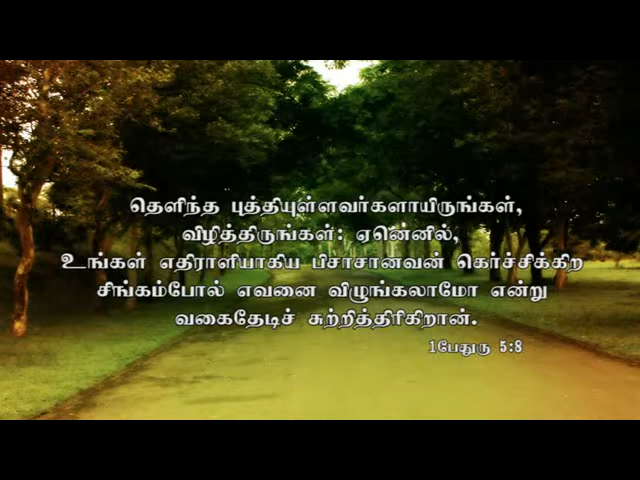 தெளிந்த புத்தியுள்ளவர்களாயிருங்கள்,
விழித்திருங்கள்: ஏனெனில்,
உங்கள் எதிராளியாகிய பிசாசானவன் கெர்ச்சிக்கிற
சிங்கம்போல் எவனை விழுங்கலாமோ என்று
வகைதேடிச் சுற்றித்திரிகிறான்.
1பேதுரு 5:8